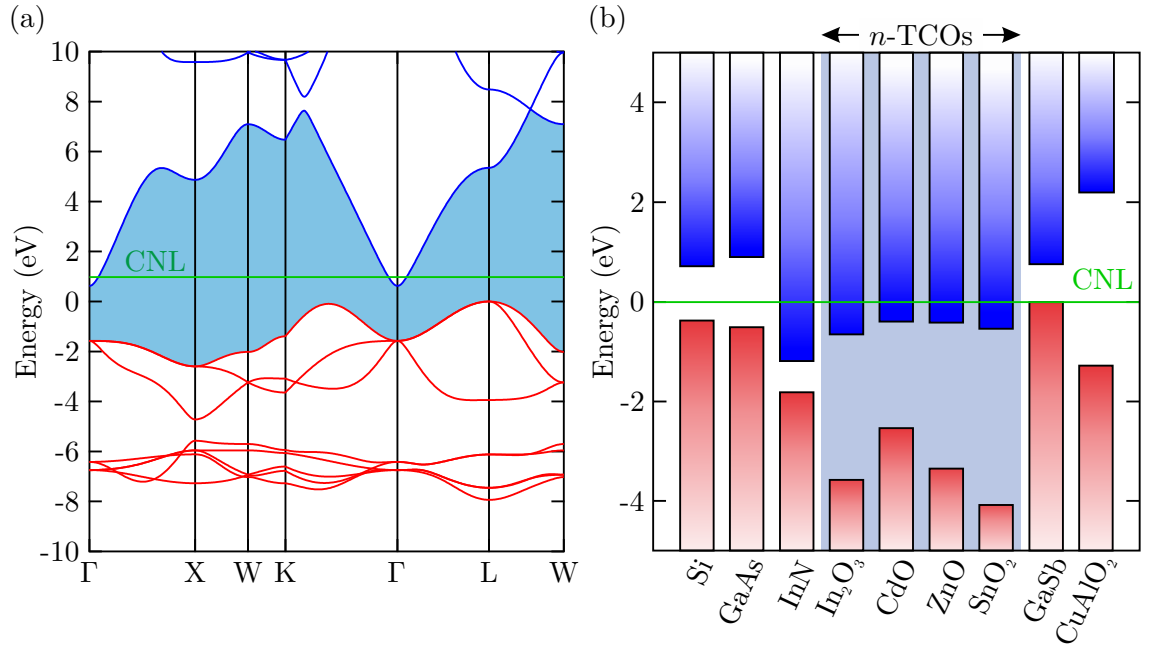 (a)
Energy (eV)
10
8
6
4
2
0
-2
-4
-6
-8
-10
CNL
Γ X W K Γ L W
(b)
n-TCOs
Energy (eV)
4
2
0
-2
-4
CNL
Si GaAs InN In₂O₃ CdO ZnO SnO₂ GaSb CuAlO₂